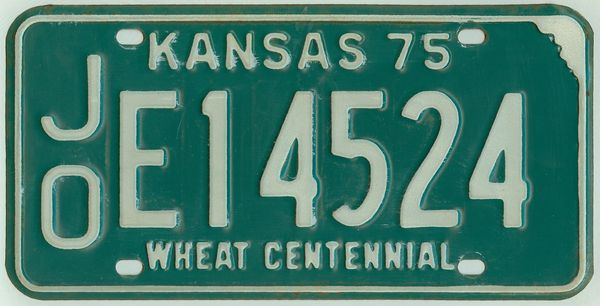 KANSAS 75
JO E14524
WHEAT CENTENNIAL